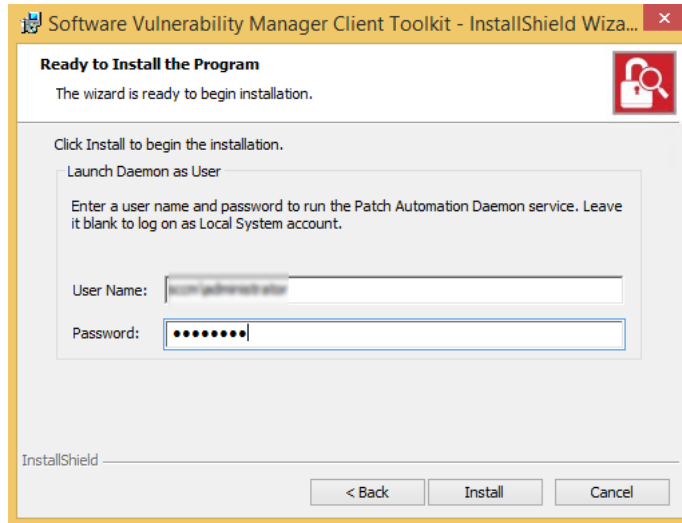 Software Vulnerability Manager Client Toolkit - InstallShield Wiza...
Ready to Install the Program
The wizard is ready to begin installation.
Click Install to begin the installation.
Launch Daemon as User
Enter a user name and password to run the Patch Automation Daemon service. Leave
it blank to log on as Local System account.
User Name:
Password: ●●●●●●●●
InstallShield
< Back Install Cancel